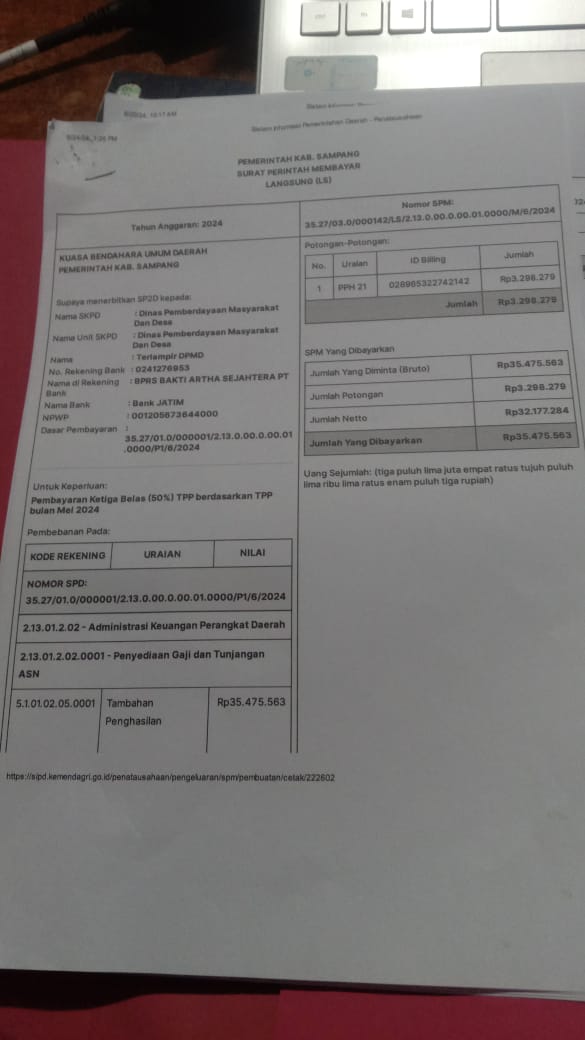 8/20/24, 10:17 AM
6/24/24, 1:26 PM
Sistem Informasi Pemerintahan Daerah - Penatausahaan
PEMERINTAH KAB. SAMPANG
SURAT PERINTAH MEMBAYAR
LANGSUNG (LS)
Tahun Anggaran: 2024
Nomor SPM:
35.27/03.0/000142/LS/2.13.0.00.0.00.01.0000/M/6/2024
KUASA BENDAHARA UMUM DAERAH
PEMERINTAH KAB. SAMPANG
Supaya menerbitkan SP2D kepada:
Nama SKPD : Dinas Pemberdayaan Masyarakat
Dan Desa
Nama Unit SKPD : Dinas Pemberdayaan Masyarakat
Dan Desa
Nama : Terlampir DPMD
No. Rekening Bank : 0241276953
Nama di Rekening : BPRS BAKTI ARTHA SEJAHTERA PT
Bank
Nama Bank : Bank JATIM
NPWP : 001205673644000
Dasar Pembayaran :
35.27/01.0/000001/2.13.0.00.0.00.01
.0000/P1/6/2024
Untuk Keperluan:
Pembayaran Ketiga Belas (50%) TPP berdasarkan TPP
bulan Mei 2024
Pembebanan Pada:
KODE REKENING URAIAN NILAI
NOMOR SPD:
35.27/01.0/000001/2.13.0.00.0.00.01.0000/P1/6/2024
2.13.01.2.02 - Administrasi Keuangan Perangkat Daerah
2.13.01.2.02.0001 - Penyediaan Gaji dan Tunjangan
ASN
5.1.01.02.05.0001 Tambahan Rp35.475.563
Penghasilan
Potongan-Potongan:
No. Uraian ID Billing Jumlah
1 PPH 21 028965322742142 Rp3.298.279
Jumlah Rp3.298.279
SPM Yang Dibayarkan
Jumlah Yang Diminta (Bruto) Rp35.475.563
Jumlah Potongan Rp3.298.279
Jumlah Netto Rp32.177.284
Jumlah Yang Dibayarkan Rp35.475.563
Uang Sejumlah: (tiga puluh lima juta empat ratus tujuh puluh
lima ribu lima ratus enam puluh tiga rupiah)
https://sipd.kemendagri.go.id/penatausahaan/pengeluaran/spm/pembuatan/cetak/222602